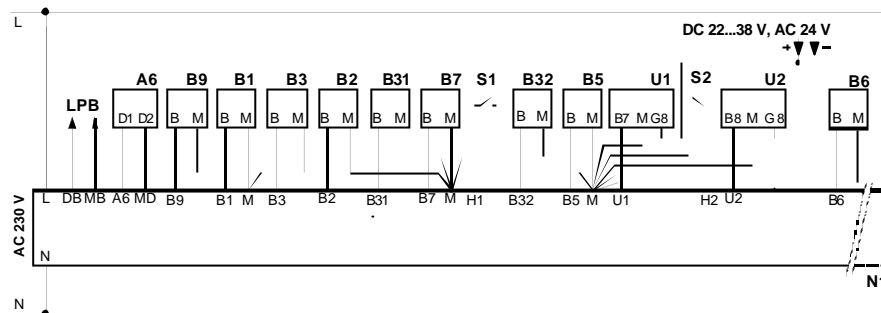 L
DC 22...38 V, AC 24 V
A6 B9 B1 B3 B2 B31 B7 S1 B32 B5 U1 S2 U2 B6
LPB
D1 D2 B M B M B M B M B M B M B M B M B7 M G8 B8 M G8 B M
L DB MB A6 MD B9 B1 M B3 B2 B31 B7 M H1 B32 B5 M U1 H2 U2 B6
AC 230 V
N
N1
N